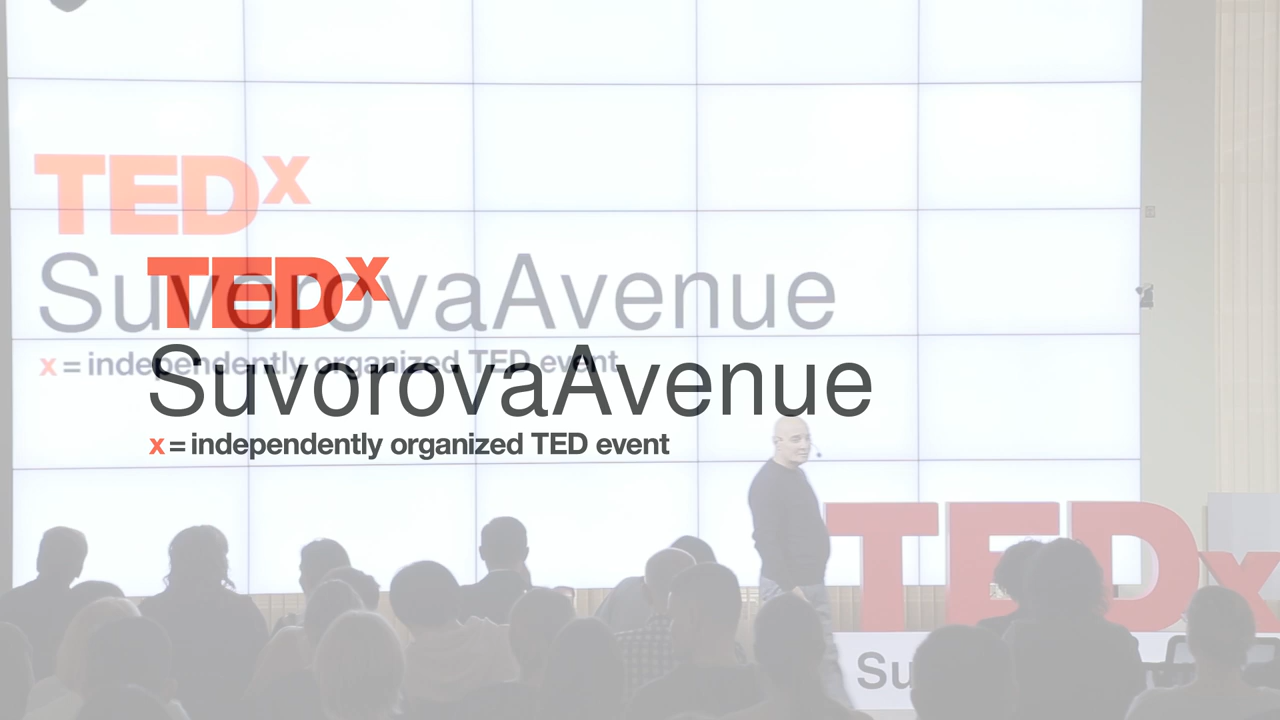 TEDx
SuvorovaAvenue
x = independently organized TED event
TEDx
SuvorovaAvenue
x = independently organized TED event
TEDx
Su